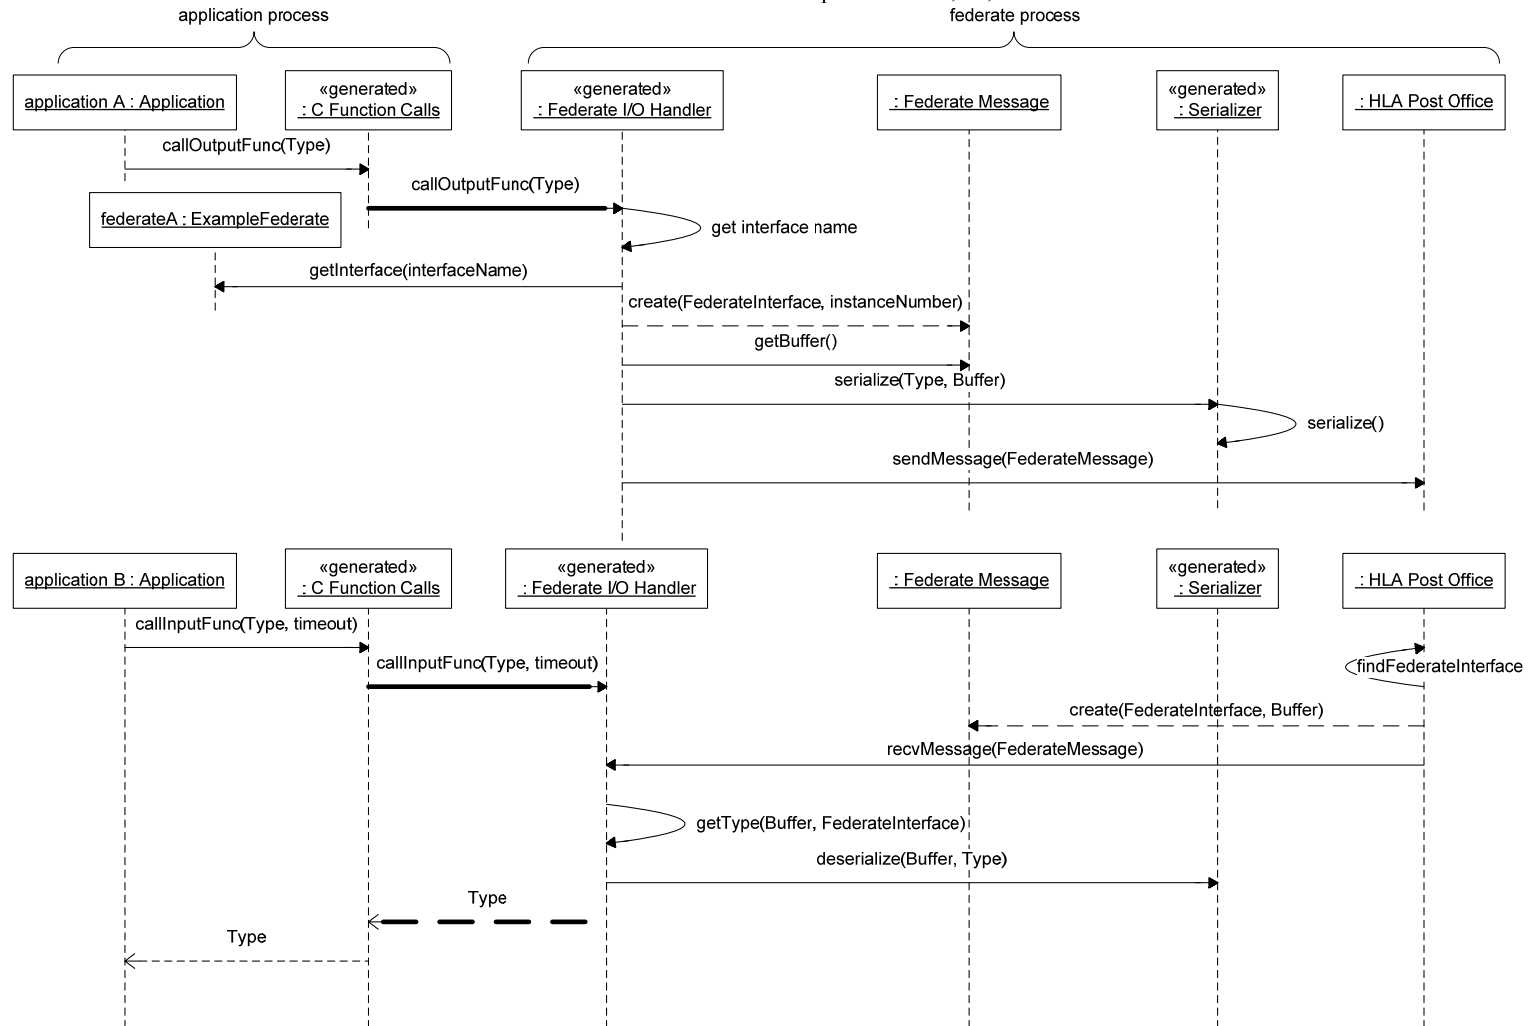 application process
federate process
application A : Application
«generated»
: C Function Calls
«generated»
: Federate I/O Handler
: Federate Message
«generated»
: Serializer
: HLA Post Office
callOutputFunc(Type)
callOutputFunc(Type)
federateA : ExampleFederate
get interface name
getInterface(interfaceName)
create(FederateInterface, instanceNumber)
getBuffer()
serialize(Type, Buffer)
serialize()
sendMessage(FederateMessage)
application B : Application
«generated»
: C Function Calls
«generated»
: Federate I/O Handler
: Federate Message
«generated»
: Serializer
: HLA Post Office
callInputFunc(Type, timeout)
callInputFunc(Type, timeout)
findFederateInterface
create(FederateInterface, Buffer)
recvMessage(FederateMessage)
getType(Buffer, FederateInterface)
deserialize(Buffer, Type)
Type
Type